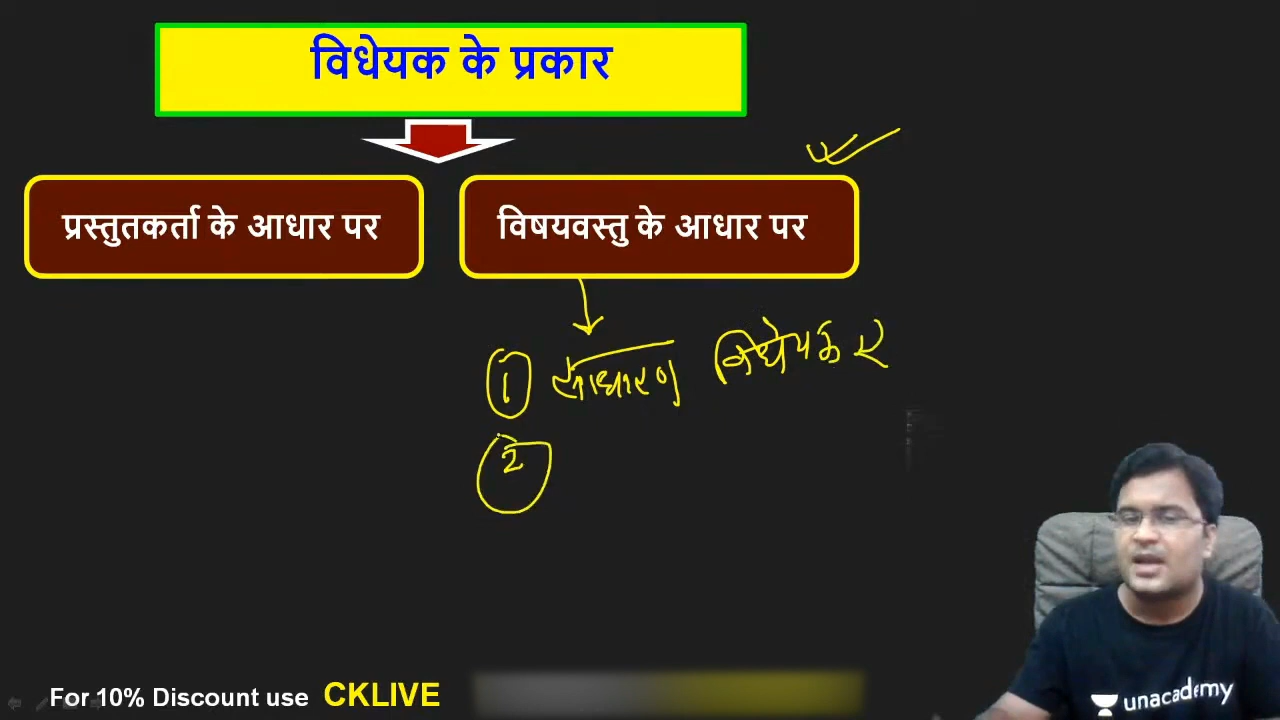 विधेयक के प्रकार
प्रस्तुतकर्ता के आधार पर
विषयवस्तु के आधार पर
1 साधारण विधेयक
2
unacademy
For 10% Discount use CKLIVE